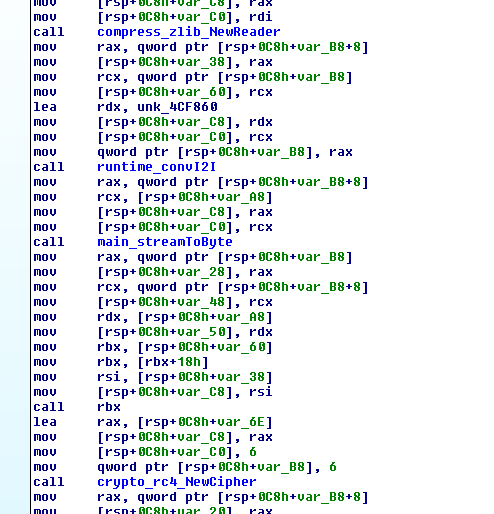 mov [rsp+0C8h+var_C8], rax
mov [rsp+0C8h+var_C0], rdi
call compress_zlib_NewReader
mov rax, qword ptr [rsp+0C8h+var_B8+8]
mov [rsp+0C8h+var_38], rax
mov rcx, qword ptr [rsp+0C8h+var_B8]
mov [rsp+0C8h+var_60], rcx
lea rdx, unk_4CF860
mov [rsp+0C8h+var_C8], rdx
mov [rsp+0C8h+var_C0], rcx
mov qword ptr [rsp+0C8h+var_B8], rax
call runtime_convI2I
mov rax, qword ptr [rsp+0C8h+var_B8+8]
mov rcx, [rsp+0C8h+var_A8]
mov [rsp+0C8h+var_C8], rax
mov [rsp+0C8h+var_C0], rcx
call main_streamToByte
mov rax, qword ptr [rsp+0C8h+var_B8]
mov [rsp+0C8h+var_28], rax
mov rcx, qword ptr [rsp+0C8h+var_B8+8]
mov [rsp+0C8h+var_48], rcx
mov rdx, [rsp+0C8h+var_A8]
mov [rsp+0C8h+var_50], rdx
mov rbx, [rsp+0C8h+var_60]
mov rbx, [rbx+18h]
mov rsi, [rsp+0C8h+var_38]
mov [rsp+0C8h+var_C8], rsi
call rbx
lea rax, [rsp+0C8h+var_6E]
mov [rsp+0C8h+var_C8], rax
mov [rsp+0C8h+var_C0], 6
mov qword ptr [rsp+0C8h+var_B8], 6
call crypto_rc4_NewCipher
mov rax, qword ptr [rsp+0C8h+var_B8+8]
mov [rsp+0C8h+var_20], rax